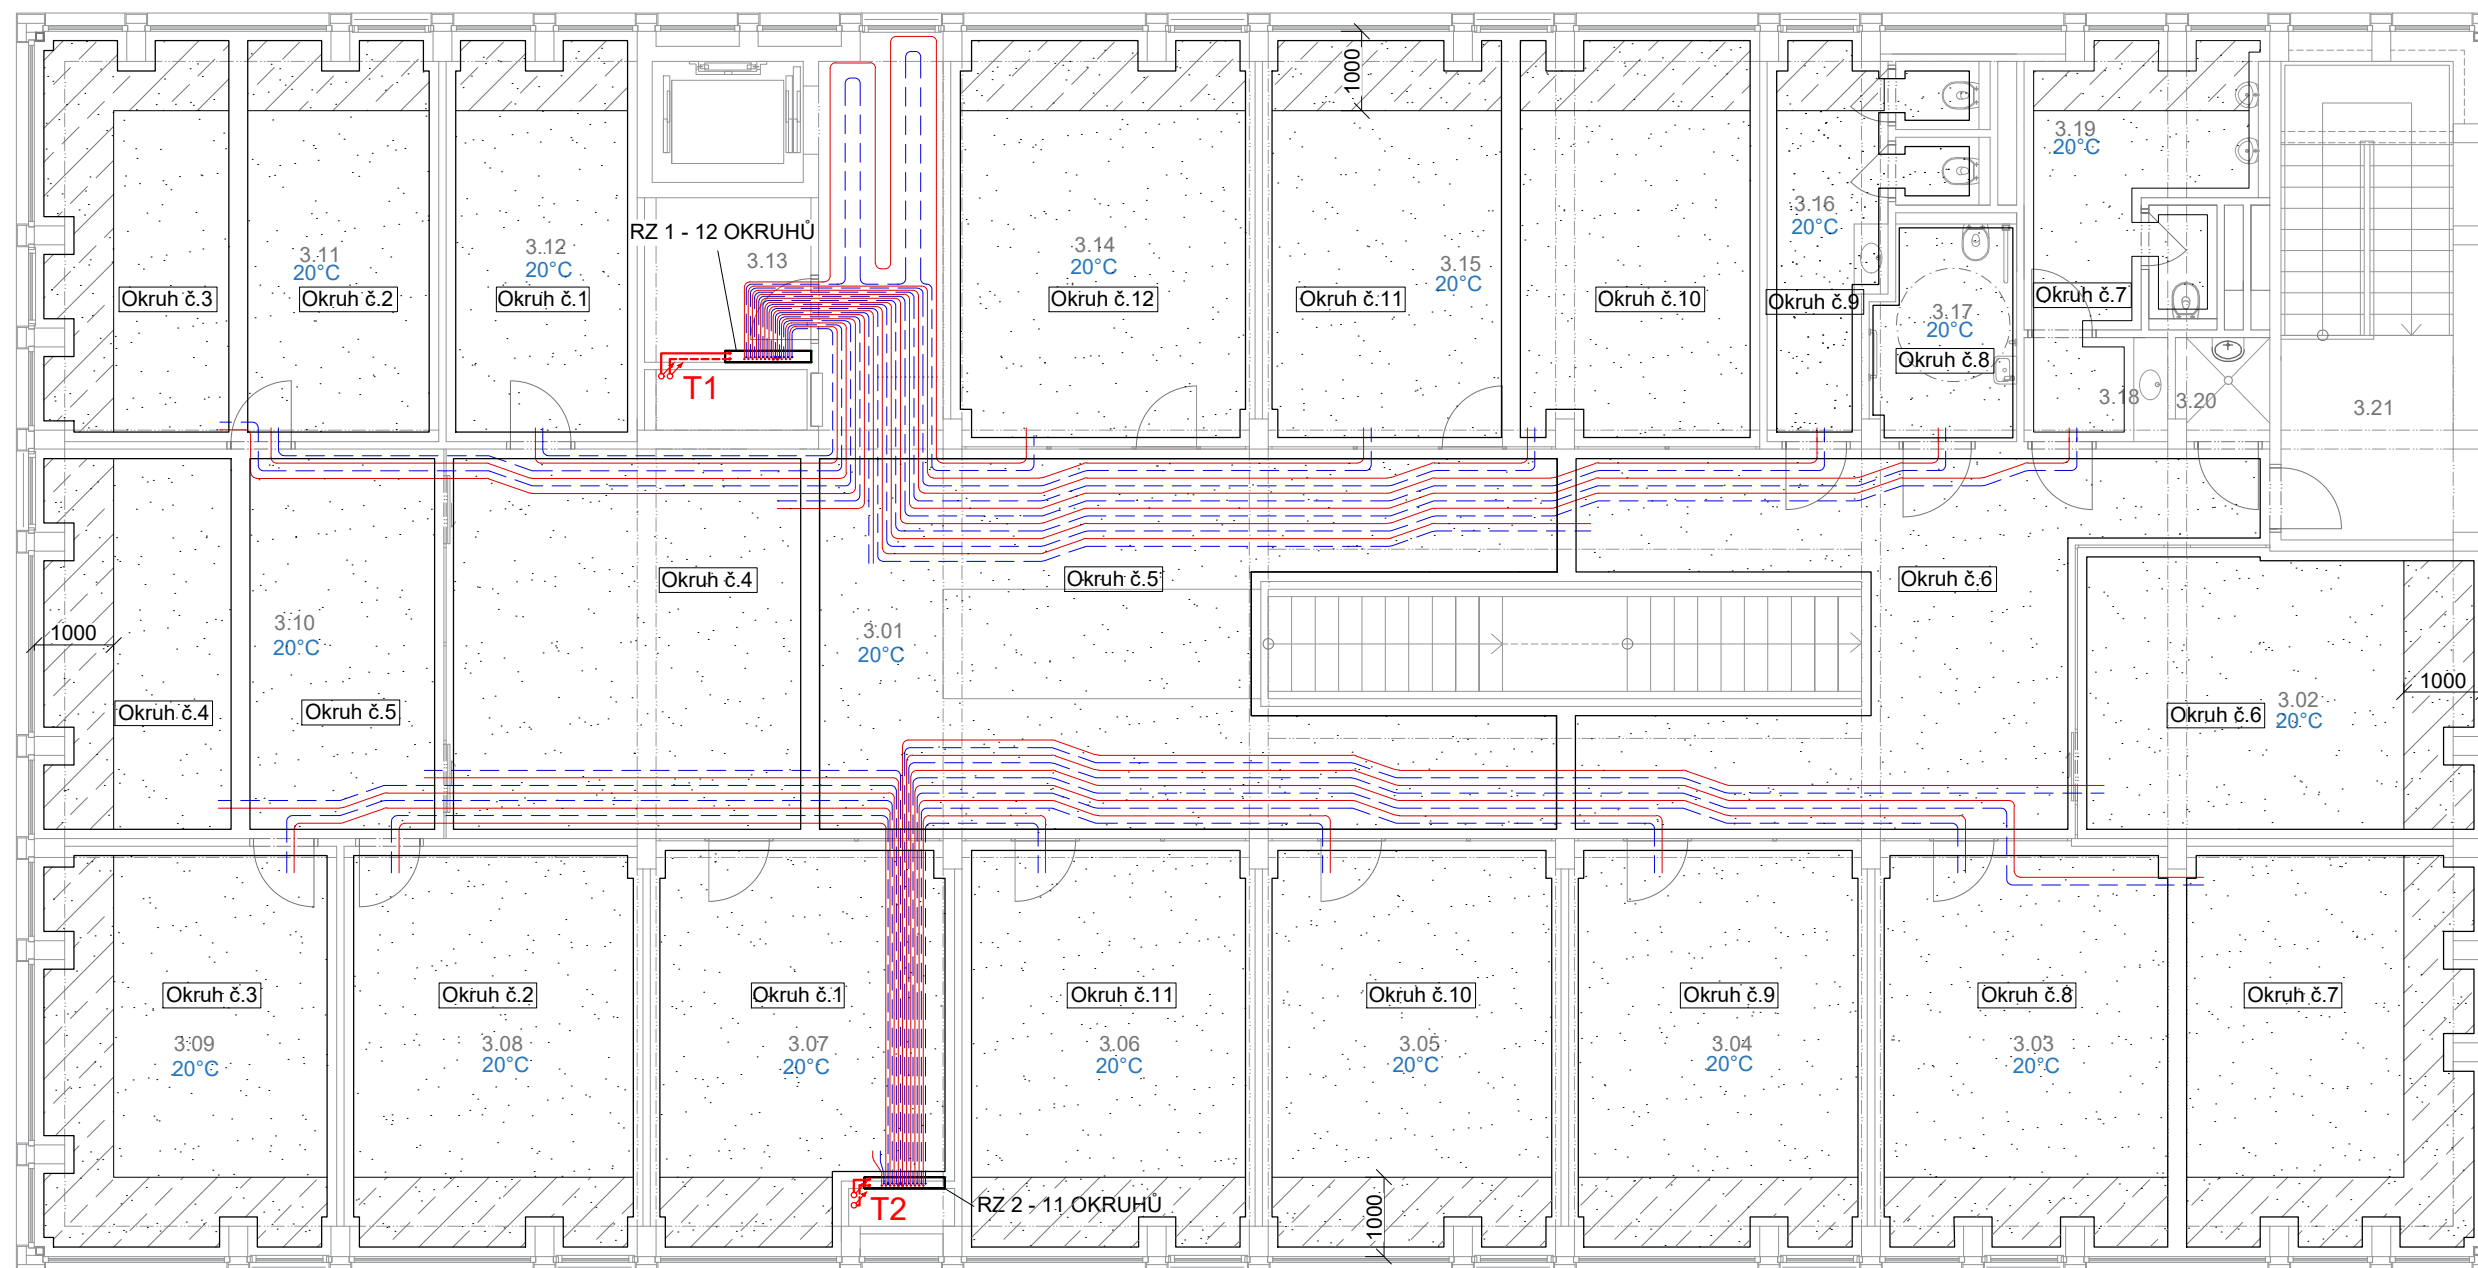 1000
3.19
20°C
3.16
20°C
RZ 1 - 12 OKRUHŮ
3.11
20°C
3.12
20°C
3.13
3.14
20°C
3.15
20°C
Okruh č.3
Okruh č.2
Okruh č.1
Okruh č.12
Okruh č.11
Okruh č.10
Okruh č.9
Okruh č.7
3.17
20°C
Okruh č.8
T1
3.18
3.20
3.21
Okruh č.4
Okruh č.5
Okruh č.6
1000
3.10
20°C
3.01
20°C
1000
3.02
20°C
Okruh č.4
Okruh č.5
Okruh č.6
Okruh č.3
Okruh č.2
Okruh č.1
Okruh č.11
Okruh č.10
Okruh č.9
Okruh č.8
Okruh č.7
3.09
20°C
3.08
20°C
3.07
20°C
3.06
20°C
3.05
20°C
3.04
20°C
3.03
20°C
T2
RZ 2 - 11 OKRUHŮ
1000